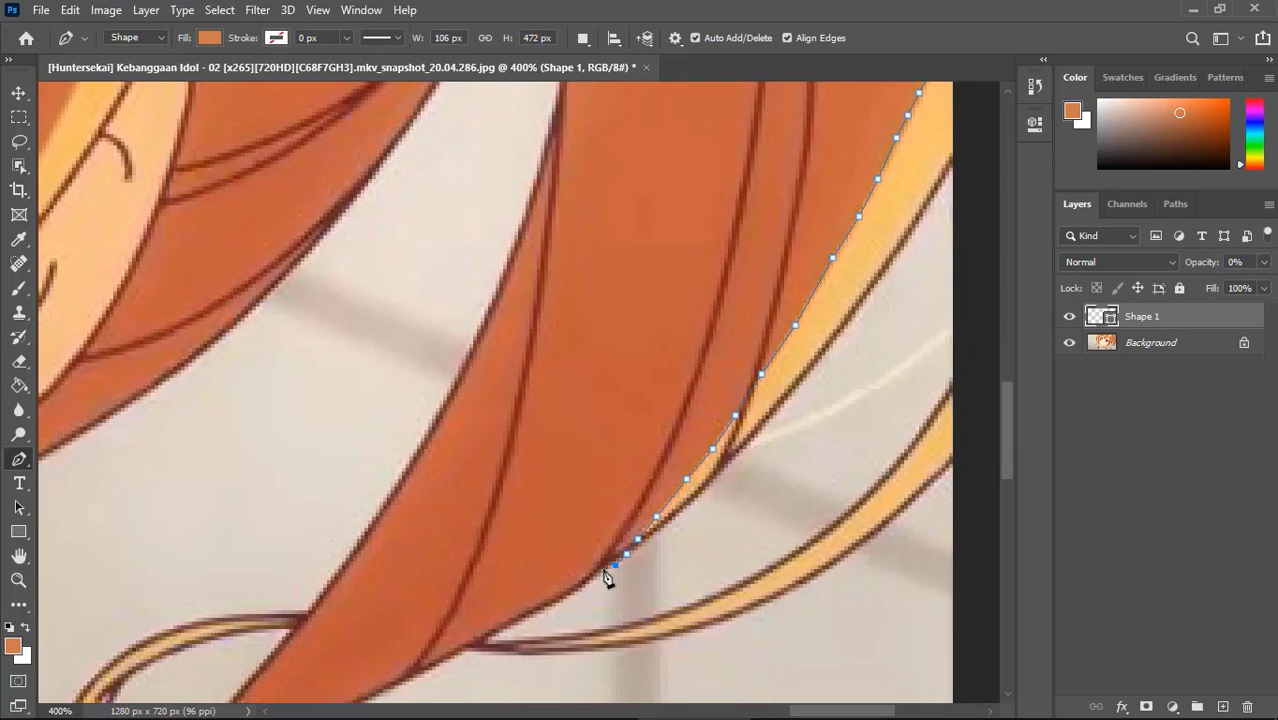 Ps File Edit Image Layer Type Select Filter 3D View Window Help
Shape Fill: Stroke: 0 px W: 106 px H: 472 px Auto Add/Delete Align Edges
[Huntersekai] Kebanggaan Idol - 02 [x265][720HD][C68F7GH3].mkv_snapshot_20.04.286.jpg @ 400% (Shape 1, RGB/8#) *
Color Swatches Gradients Patterns
Layers Channels Paths
Kind
Normal Opacity: 0%
Lock: Fill: 100%
Shape 1
Background
400% 1280 px x 720 px (96 ppi)